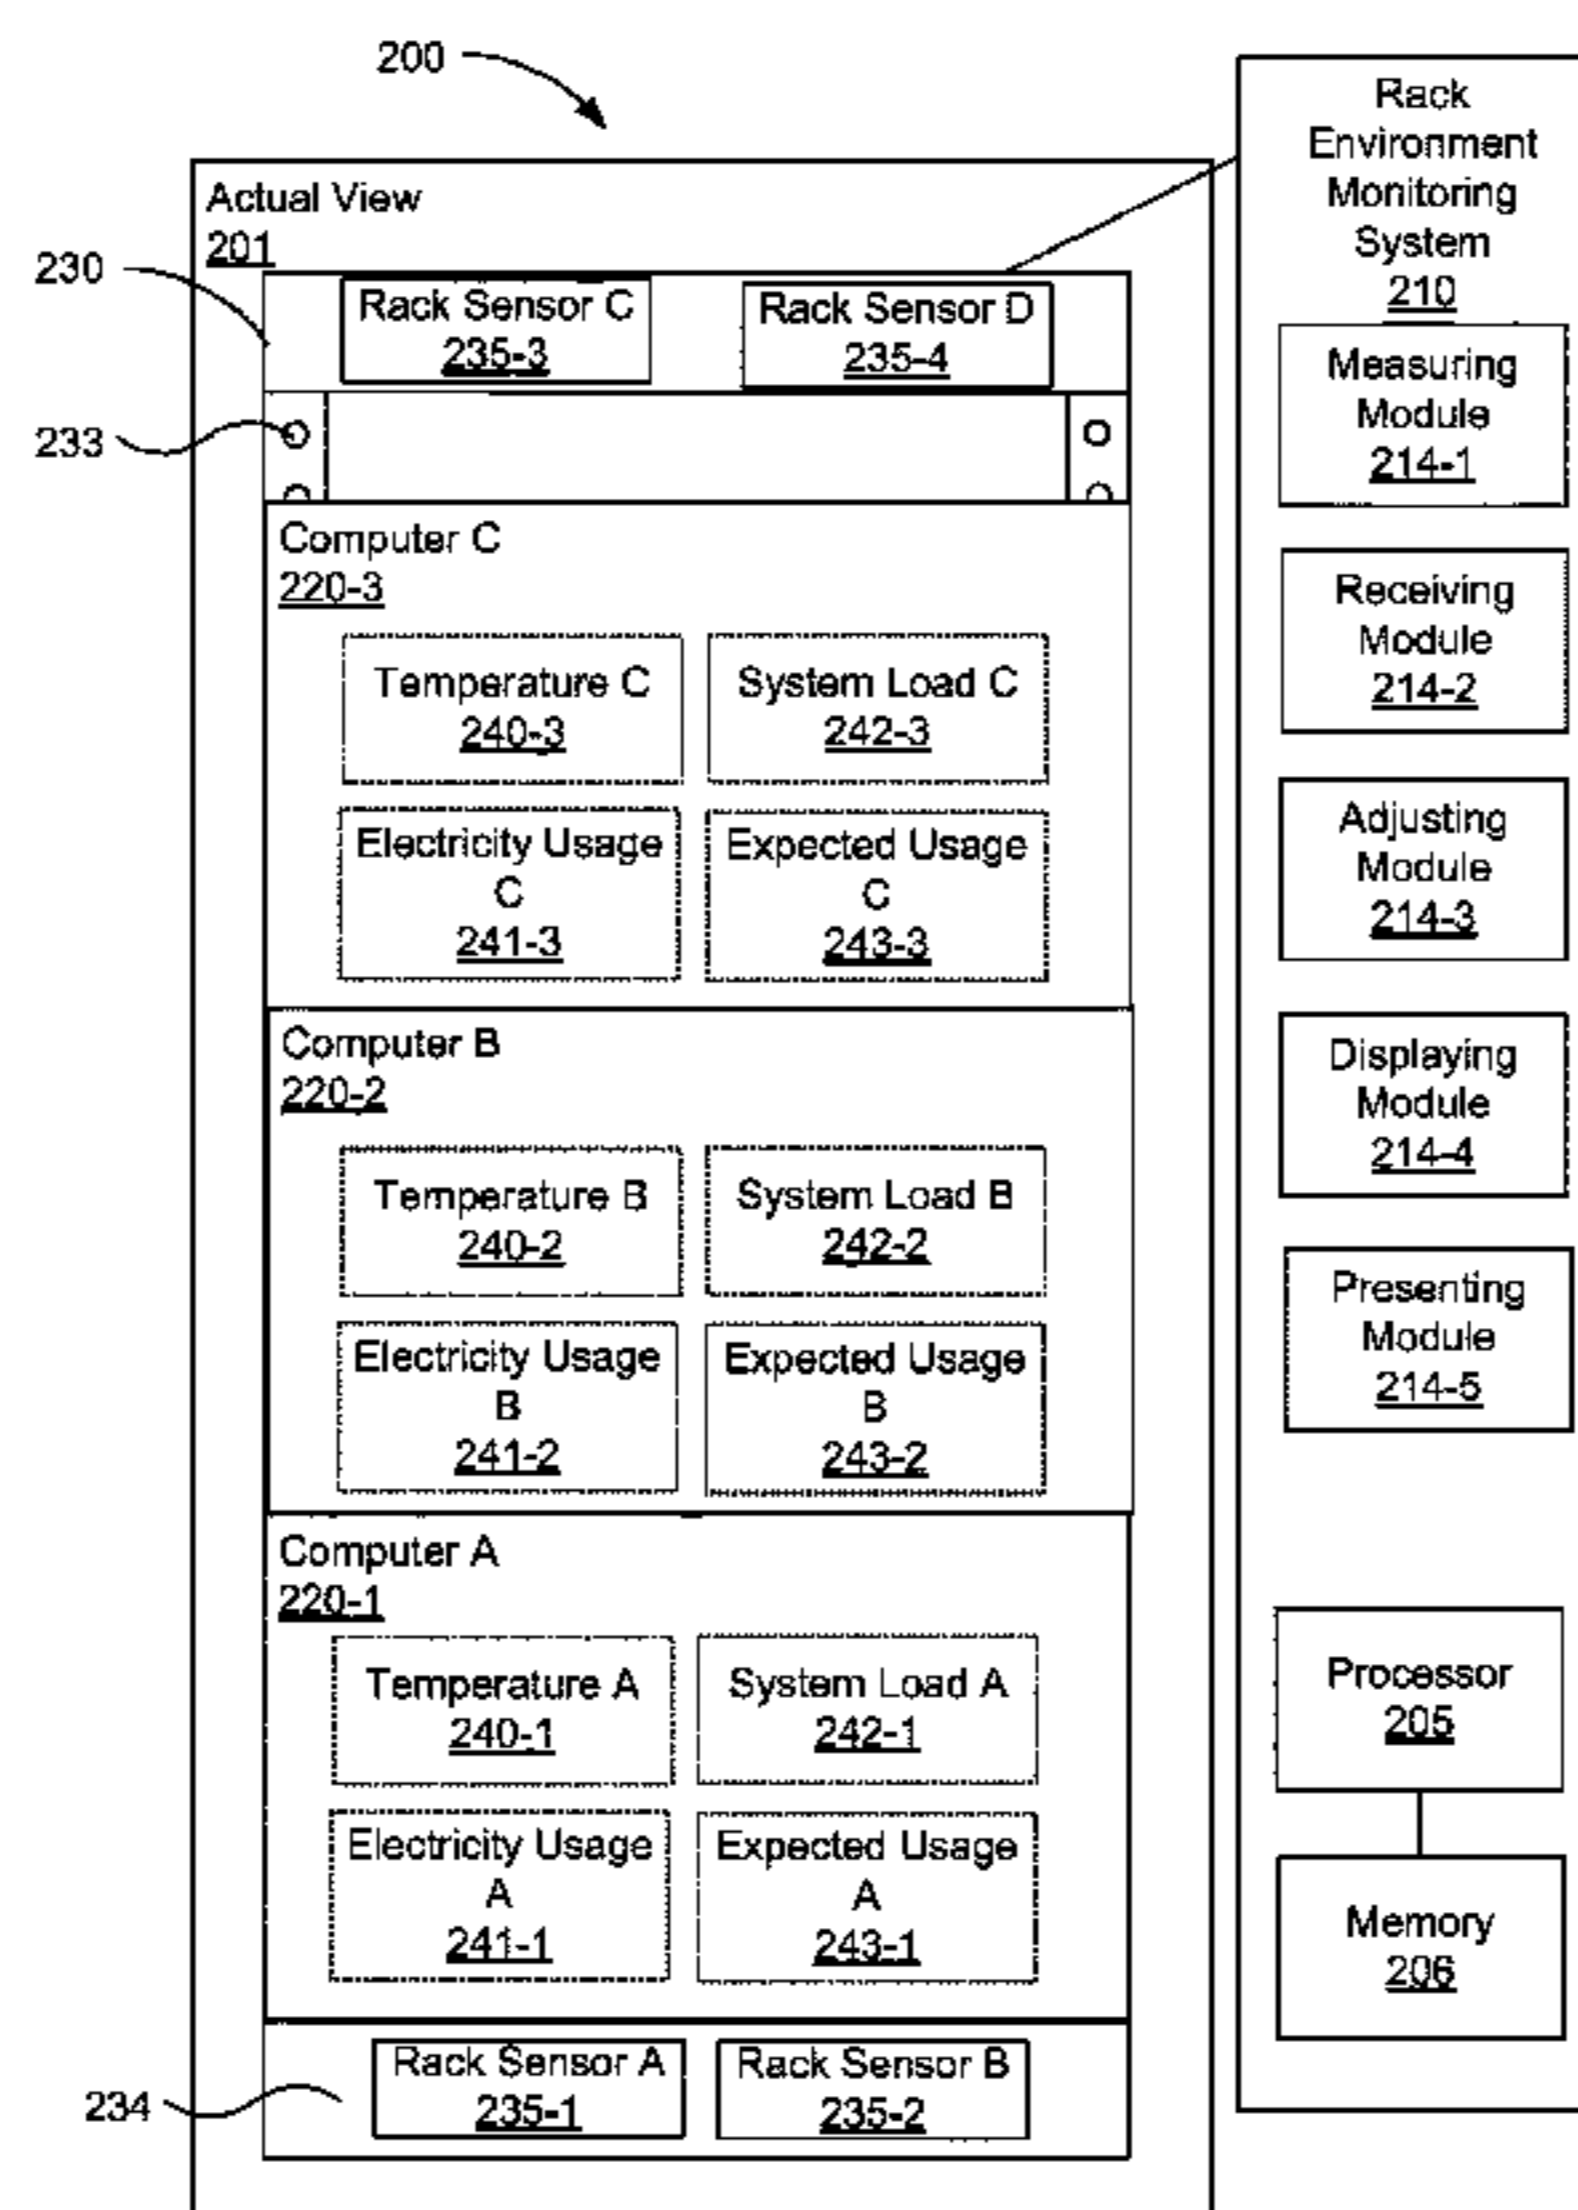 200
Actual View
201
230
Rack Sensor C
235-3
Rack Sensor D
235-4
233
Computer C
220-3
Temperature C
240-3
System Load C
242-3
Electricity Usage
C
241-3
Expected Usage
C
243-3
Computer B
220-2
Temperature B
240-2
System Load B
242-2
Electricity Usage
B
241-2
Expected Usage
B
243-2
Computer A
220-1
Temperature A
240-1
System Load A
242-1
Electricity Usage
A
241-1
Expected Usage
A
243-1
234
Rack Sensor A
235-1
Rack Sensor B
235-2
Rack
Environment
Monitoring
System
210
Measuring
Module
214-1
Receiving
Module
214-2
Adjusting
Module
214-3
Displaying
Module
214-4
Presenting
Module
214-5
Processor
205
Memory
206